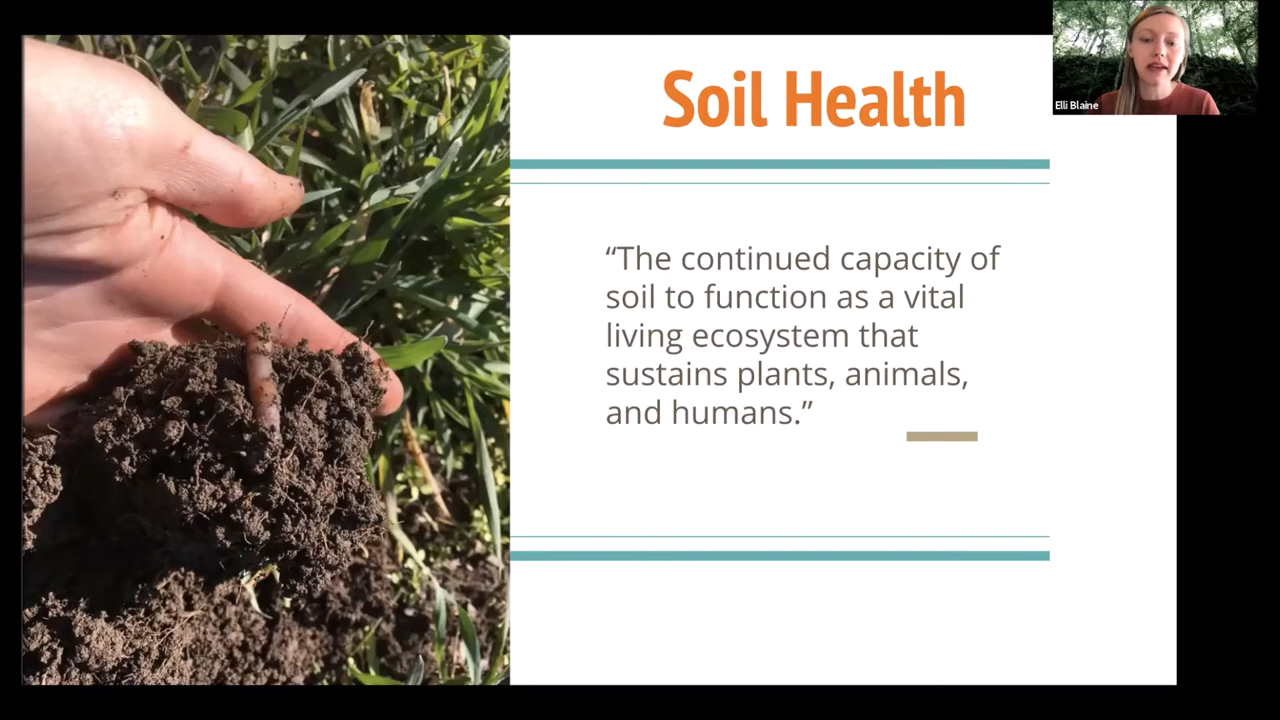 Soil Health
“The continued capacity of
soil to function as a vital
living ecosystem that
sustains plants, animals,
and humans.”
Elli Blaine